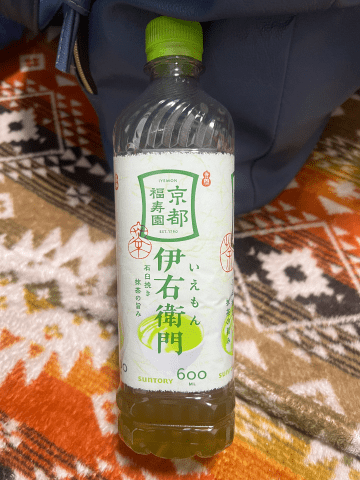 IYEMON
京都
福寿園
EST. 1790
茶
いえもん
伊右衛門
石臼挽き
抹茶の旨み
SUNTORY
600
ML